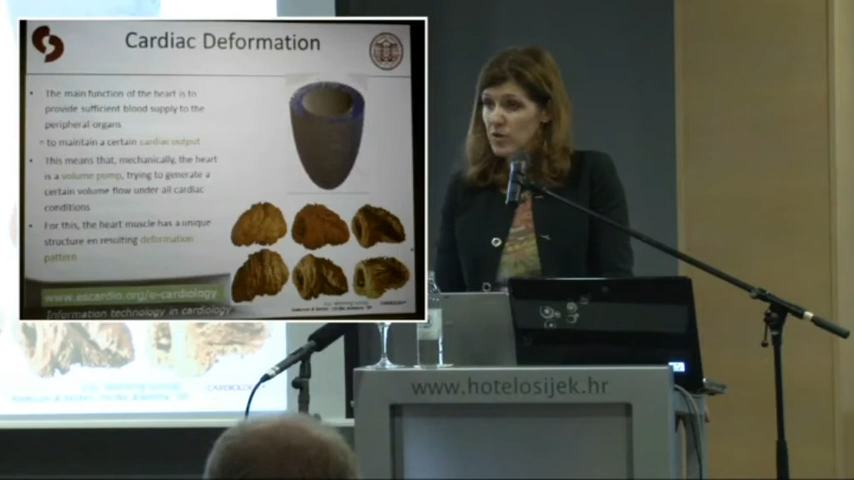 Cardiac Deformation
• The main function of the heart is to
provide sufficient blood supply to the
peripheral organs
to maintain a certain cardiac output
• This means that, mechanically, the heart
is a volume pump, trying to generate a
certain volume flow under all cardiac
conditions
• For this, the heart muscle has a unique
structure en resulting deformation
pattern
www.escardio.org/e-cardiology
Information technology in cardiology
www.hotelosijek.hr